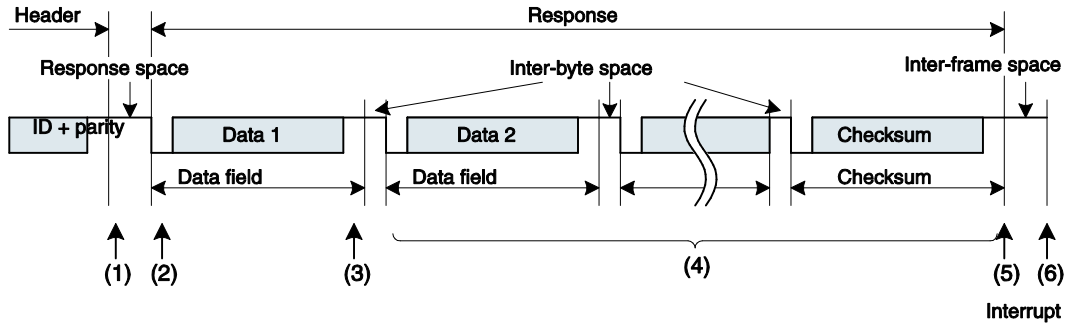 Header
Response
Response space
Inter-byte space
Inter-frame space
ID + parity
Data 1
Data 2
Checksum
Data field
Data field
Checksum
(1)
(2)
(3)
(4)
(5)
(6)
Interrupt